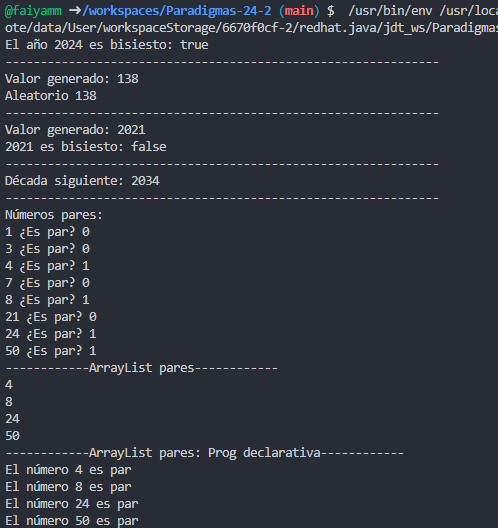 @faiyamm ➜/workspaces/Paradigmas-24-2 (main) $  /usr/bin/env /usr/loca
ote/data/User/workspaceStorage/6670f0cf-2/redhat.java/jdt_ws/Paradigmas
El año 2024 es bisiesto: true
--------------------------------------------------------------
Valor generado: 138
Aleatorio 138
--------------------------------------------------------------
Valor generado: 2021
2021 es bisiesto: false
--------------------------------------------------------------
Década siguiente: 2034
--------------------------------------------------------------
Números pares:
1 ¿Es par? 0
3 ¿Es par? 0
4 ¿Es par? 1
7 ¿Es par? 0
8 ¿Es par? 1
21 ¿Es par? 0
24 ¿Es par? 1
50 ¿Es par? 1
------------ArrayList pares------------
4
8
24
50
------------ArrayList pares: Prog declarativa------------
El número 4 es par
El número 8 es par
El número 24 es par
El número 50 es par